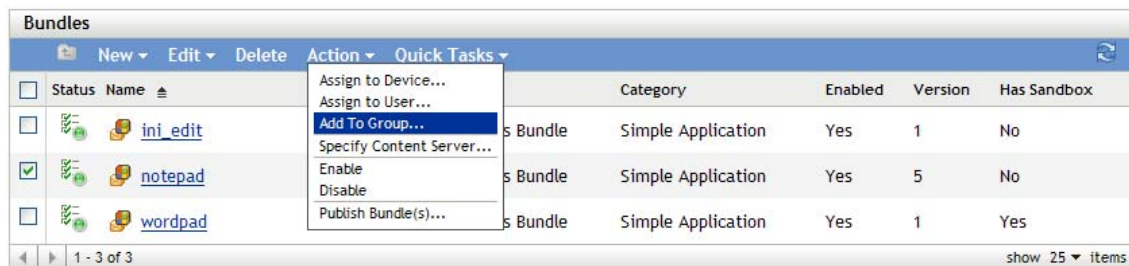 Bundles
New Edit Delete Action Quick Tasks
Status Name Category Enabled Version Has Sandbox
Assign to Device...
Assign to User...
Add To Group...
Specify Content Server...
Enable
Disable
Publish Bundle(s)...
ini_edit s Bundle Simple Application Yes 1 No
notepad s Bundle Simple Application Yes 5 No
wordpad s Bundle Simple Application Yes 1 Yes
1 - 3 of 3 show 25 items